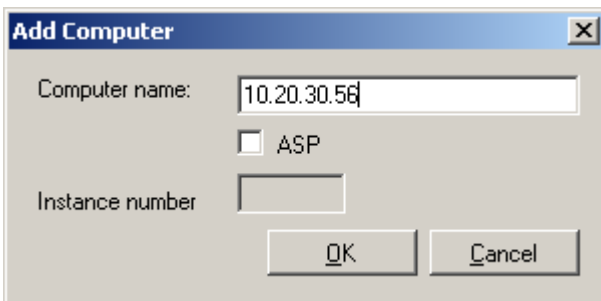 Add Computer
Computer name: 10.20.30.56
ASP
Instance number
OK Cancel